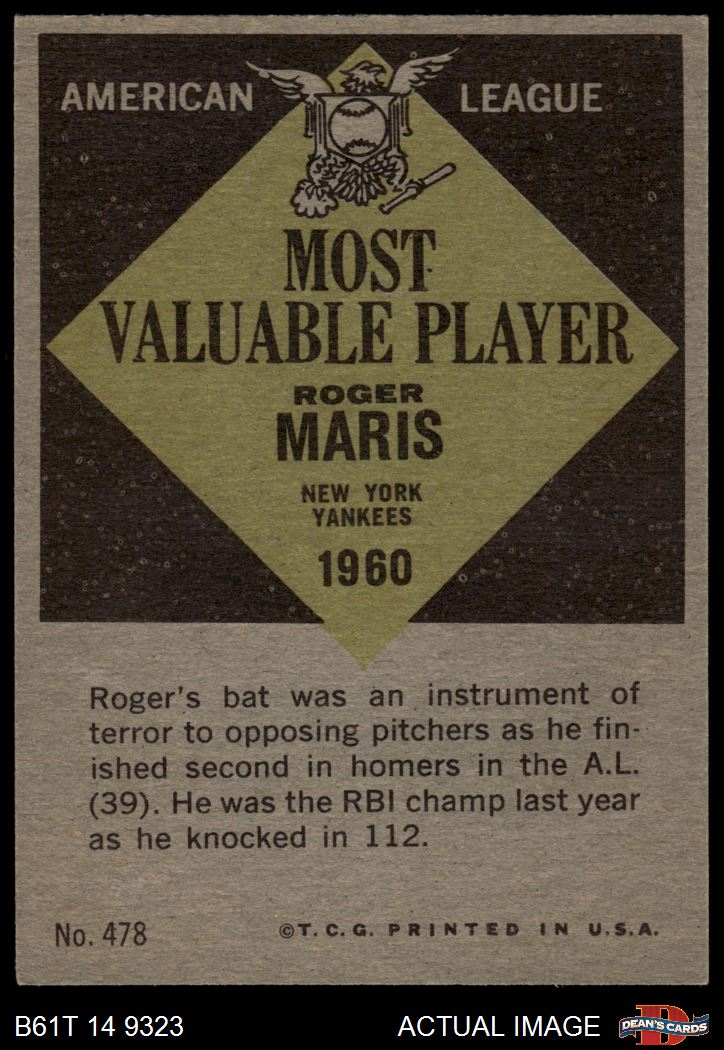 AMERICAN LEAGUE
MOST
VALUABLE PLAYER
ROGER
MARIS
NEW YORK
YANKEES
1960
Roger's bat was an instrument of
terror to opposing pitchers as he fin-
ished second in homers in the A.L.
(39). He was the RBI champ last year
as he knocked in 112.
No. 478 ©T.C.G. PRINTED IN U.S.A.
B61T 14 9323 ACTUAL IMAGE D DEAN'S CARDS